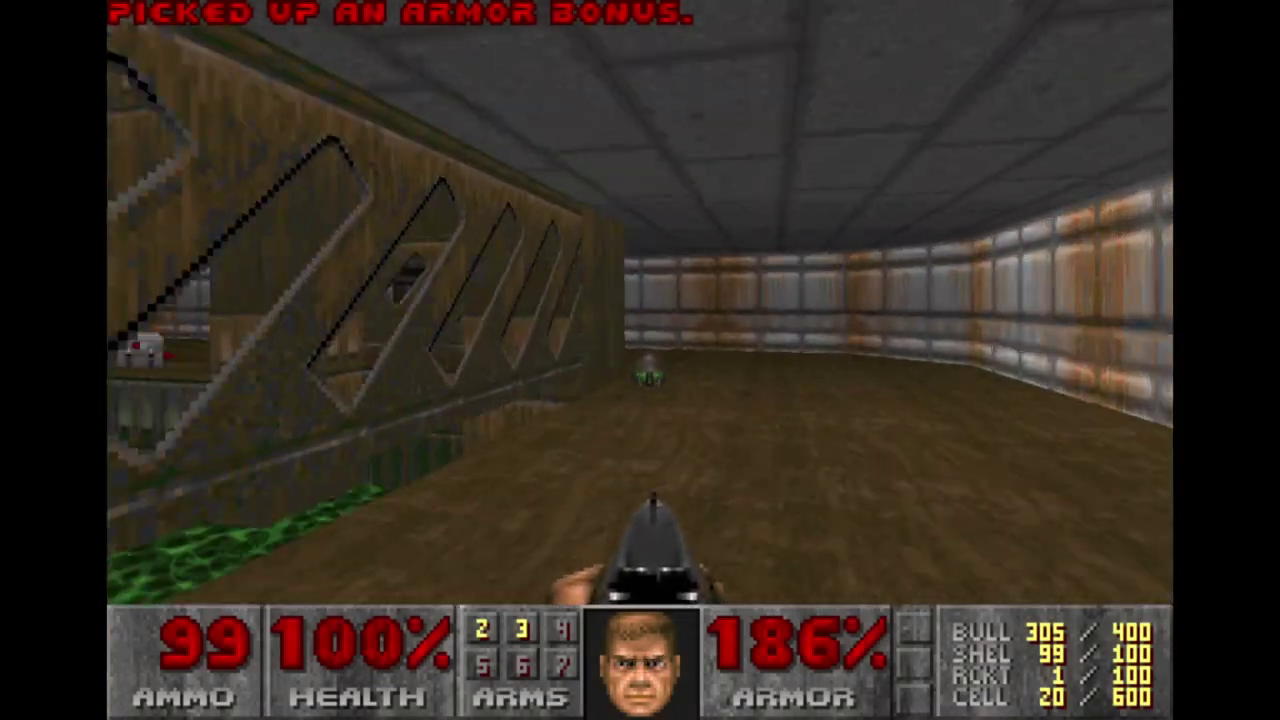 PICKED UP AN ARMOR BONUS.
99 100% 2 3 4 186% BULL 305 / 400
SHEL 99 / 100
5 6 7 RCKT 1 / 100
AMMO HEALTH ARMS ARMOR CELL 20 / 600